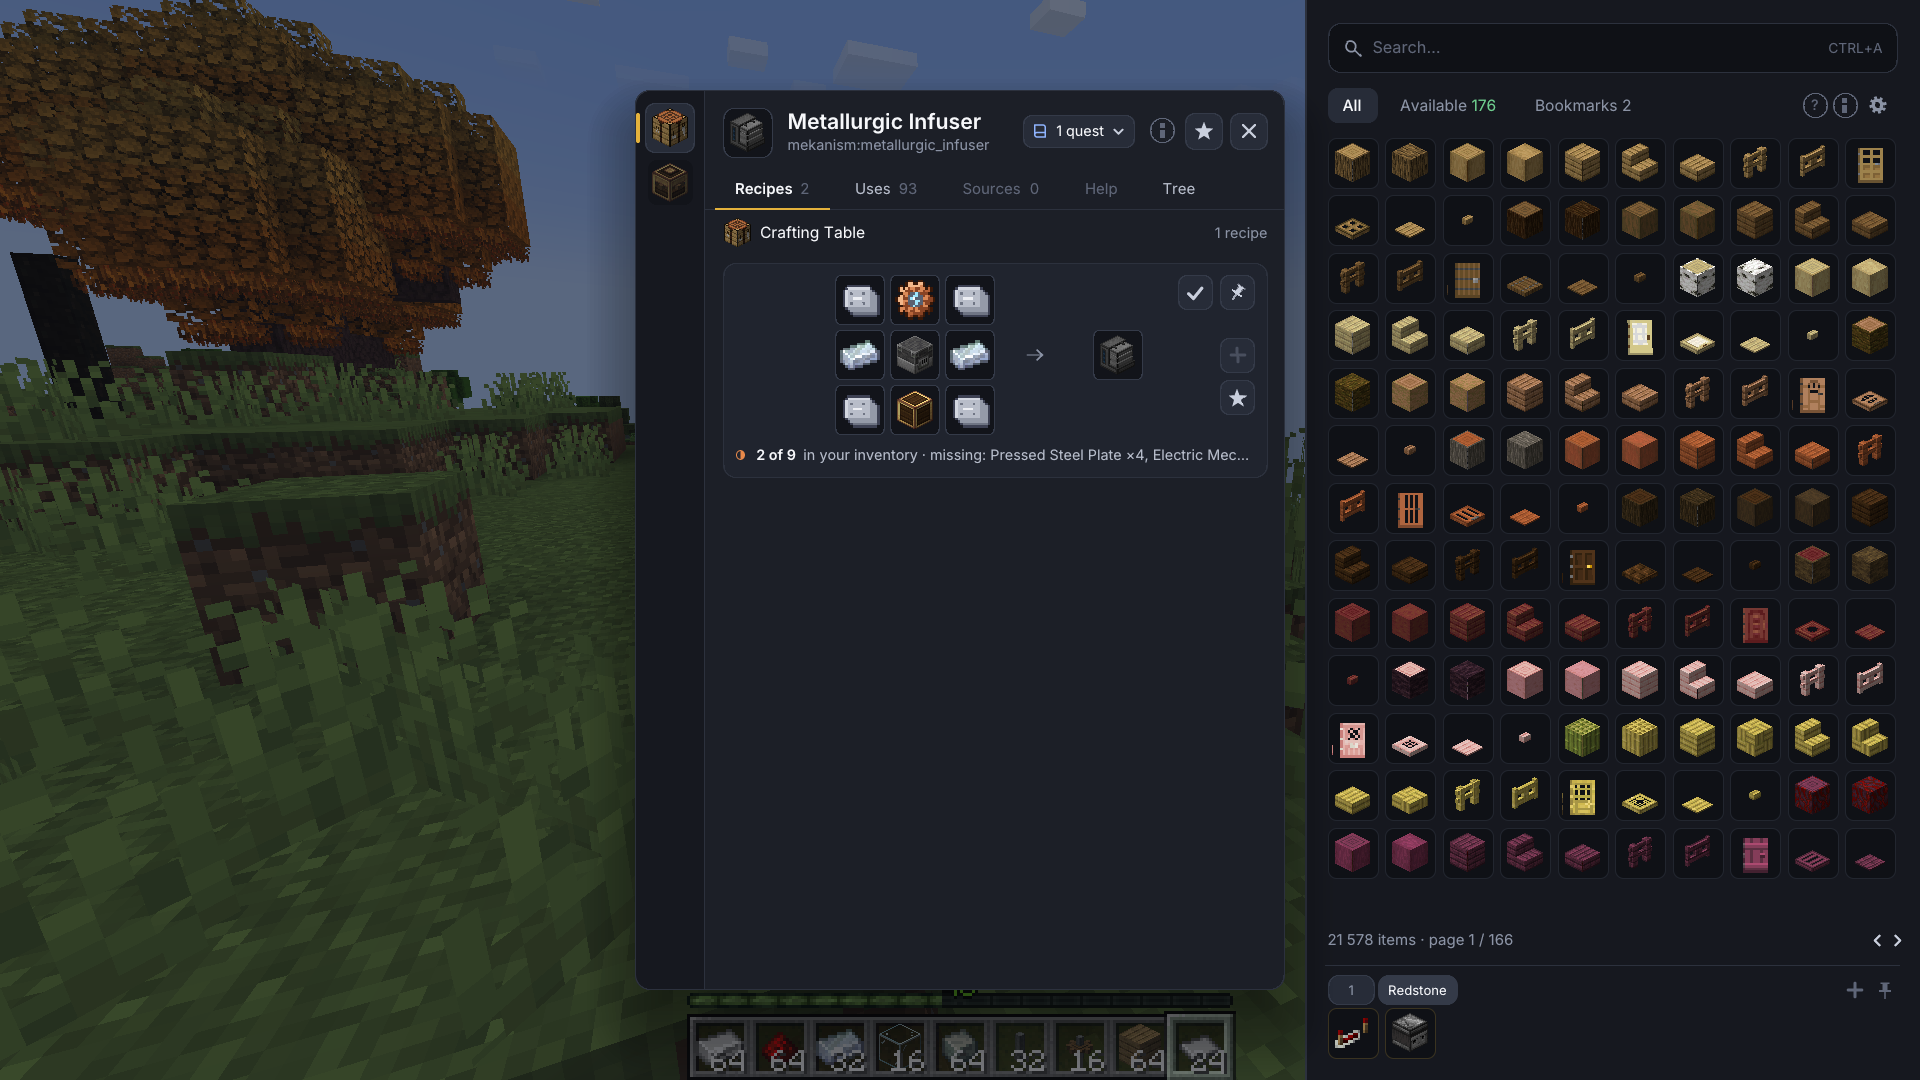 Search...
CTRL+A
All
Available 176
Bookmarks 2
Metallurgic Infuser
mekanism:metallurgic_infuser
1 quest
Recipes 2
Uses 93
Sources 0
Help
Tree
Crafting Table
1 recipe
2 of 9 in your inventory · missing: Pressed Steel Plate ×4, Electric Mec...
21 578 items · page 1 / 166
1
Redstone
64
64
32
16
64
32
16
64
24